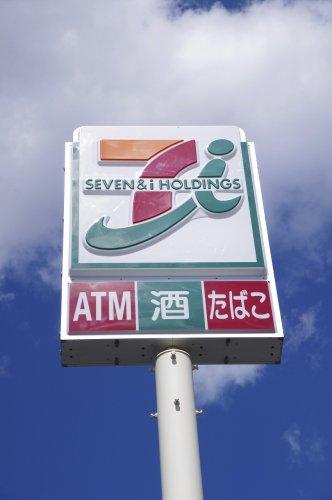 SEVEN & i HOLDINGS
ATM 酒 たばこ